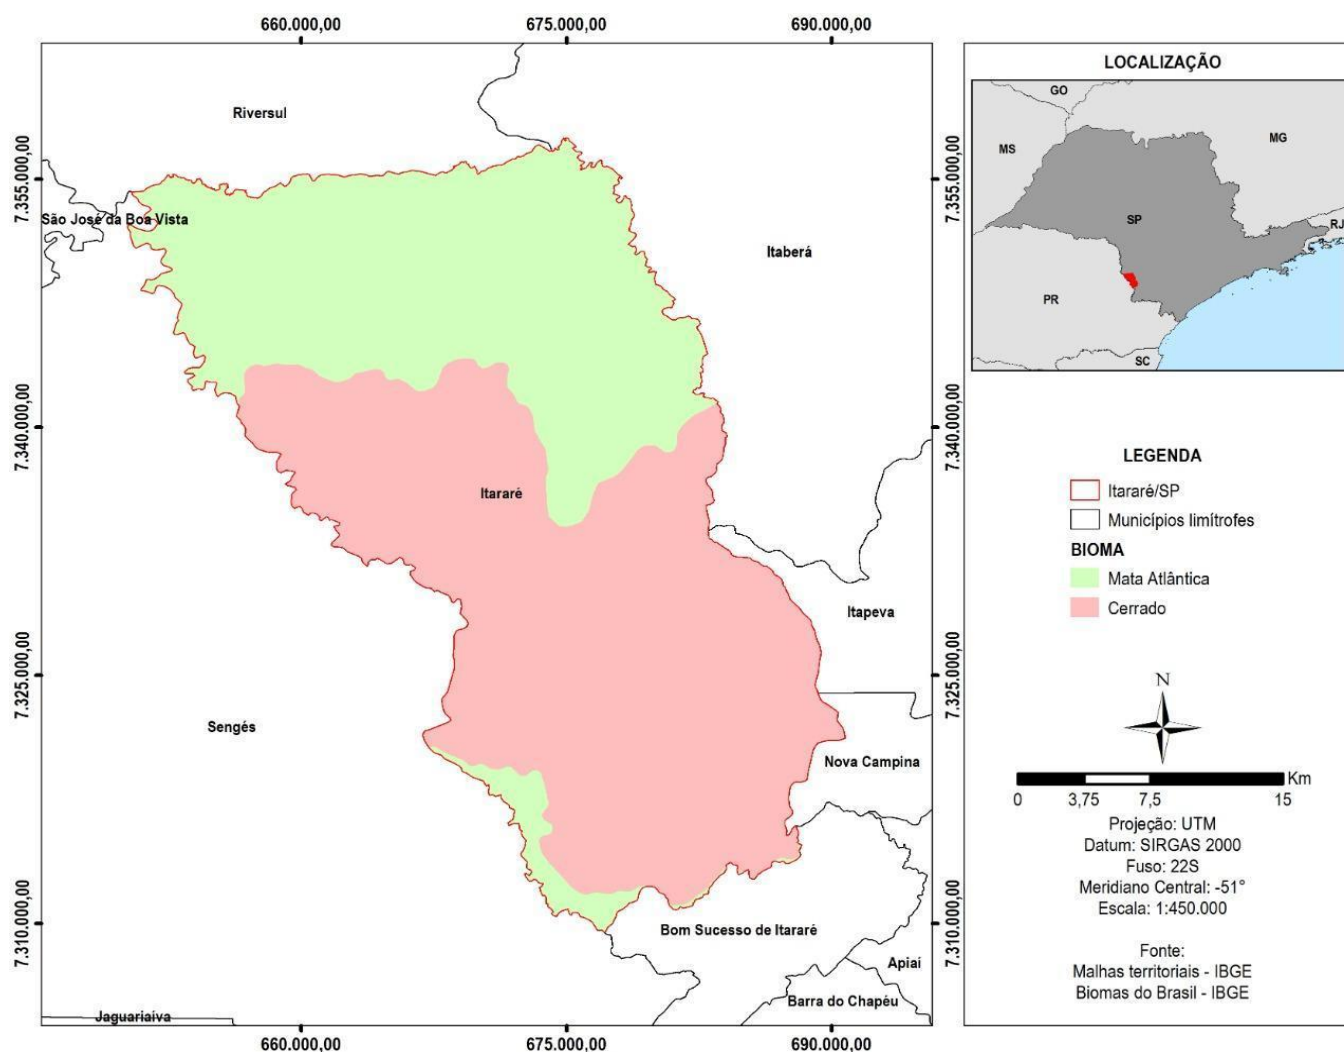 660.000,00 675.000,00 690.000,00
LOCALIZAÇÃO
GO
MS
MG
SP
RJ
PR
SC
Riversul
7.355.000,00
7.355.000,00
São José da Boa Vista
Itaberá
7.340.000,00
7.340.000,00
Itararé
LEGENDA
Itararé/SP
Municípios limítrofes
BIOMA
Mata Atlântica
Cerrado
Itapeva
7.325.000,00
7.325.000,00
Sengés
Nova Campina
N
Km
0 3,75 7,5 15
Projeção: UTM
Datum: SIRGAS 2000
Fuso: 22S
Meridiano Central: -51°
Escala: 1:450.000
Fonte:
Malhas territoriais - IBGE
Biomas do Brasil - IBGE
7.310.000,00
7.310.000,00
Bom Sucesso de Itararé
Apiaí
Barra do Chapéu
Jaguariaíva
660.000,00 675.000,00 690.000,00